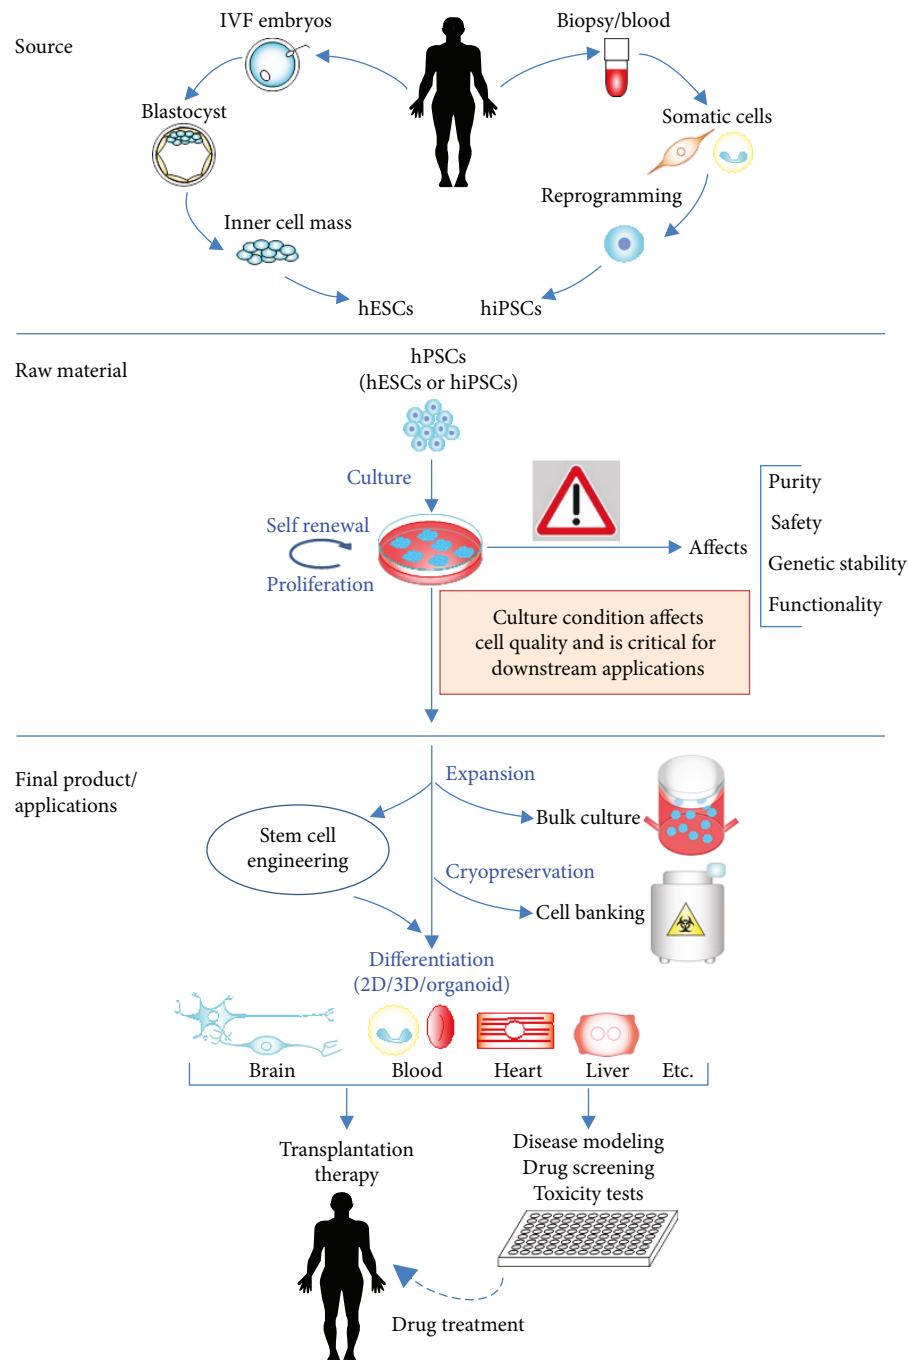 Source
IVF embryos
Biopsy/blood
Blastocyst
Somatic cells
Inner cell mass
Reprogramming
hESCs
hiPSCs
Raw material
hPSCs
(hESCs or hiPSCs)
Culture
Self renewal
Proliferation
Affects
Purity
Safety
Genetic stability
Functionality
Culture condition affects
cell quality and is critical for
downstream applications
Final product/
applications
Expansion
Stem cell
engineering
Bulk culture
Cryopreservation
Cell banking
Differentiation
(2D/3D/organoid)
Brain
Blood
Heart
Liver
Etc.
Transplantation
therapy
Disease modeling
Drug screening
Toxicity tests
Drug treatment